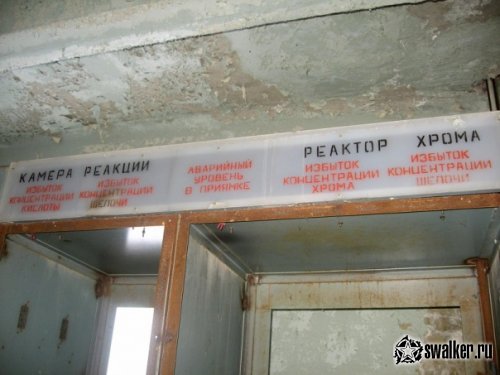 КАМЕРА РЕАКЦИИ
ИЗБЫТОК КОНЦЕНТРАЦИИ КИСЛОТЫ
ИЗБЫТОК КОНЦЕНТРАЦИИ ЩЕЛОЧИ
АВАРИЙНЫЙ
УРОВЕНЬ
В ПРИЯМКЕ
РЕАКТОР ХРОМА
ИЗБЫТОК
КОНЦЕНТРАЦИИ
ХРОМА
ИЗБЫТОК
КОНЦЕНТРАЦИИ
ЩЕЛОЧИ
swalker.ru